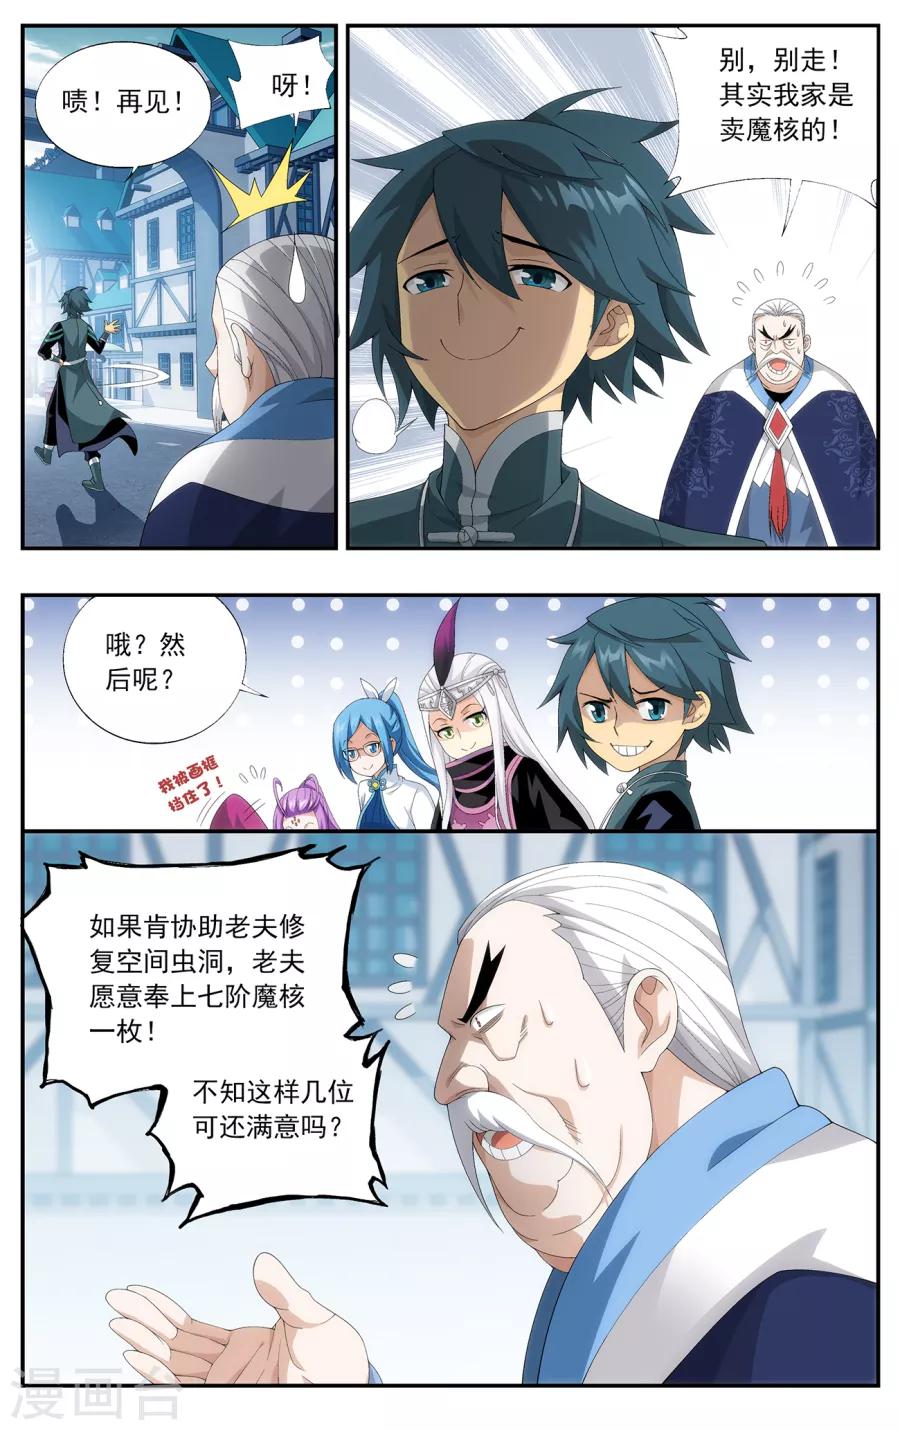 啧！再见！
呀！
别，别走！
其实我家是
卖魔核的！
哦？然
后呢？
我被画框
挡住了！
如果肯协助老夫修
复空间虫洞，老夫
愿意奉上七阶魔核
一枚！
不知这样几位
可还满意吗？
漫画台